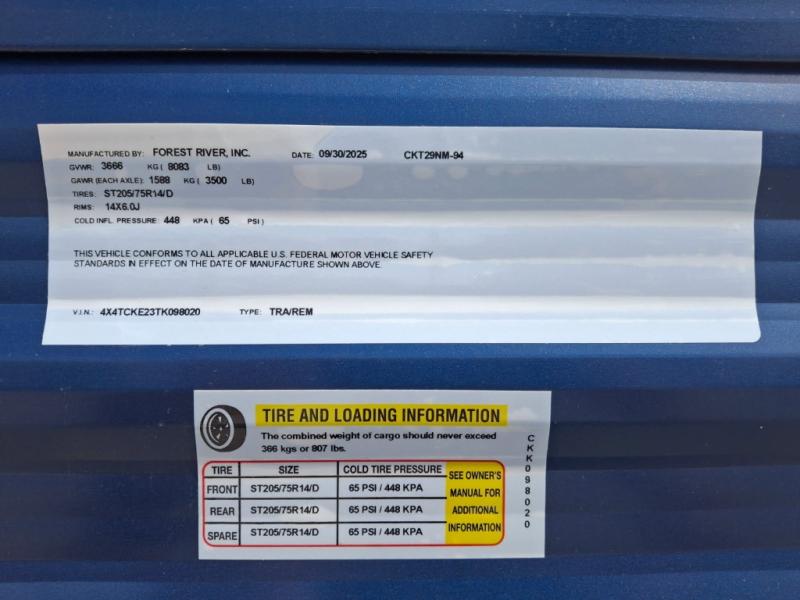 MANUFACTURED BY: FOREST RIVER, INC. DATE: 09/30/2025 CKT29NM-94
GVWR: 3666 KG ( 8083 LB)
GAWR (EACH AXLE): 1588 KG ( 3500 LB)
TIRES: ST205/75R14/D
RIMS: 14X6.0J
COLD INFL. PRESSURE: 448 KPA ( 65 PSI )
THIS VEHICLE CONFORMS TO ALL APPLICABLE U.S. FEDERAL MOTOR VEHICLE SAFETY
STANDARDS IN EFFECT ON THE DATE OF MANUFACTURE SHOWN ABOVE.
V.I.N.: 4X4TCKE23TK098020 TYPE: TRA/REM
TIRE AND LOADING INFORMATION
The combined weight of cargo should never exceed
366 kgs or 807 lbs.
TIRE SIZE COLD TIRE PRESSURE
FRONT ST205/75R14/D 65 PSI / 448 KPA
REAR ST205/75R14/D 65 PSI / 448 KPA
SPARE ST205/75R14/D 65 PSI / 448 KPA
SEE OWNER'S
MANUAL FOR
ADDITIONAL
INFORMATION
CKK098020